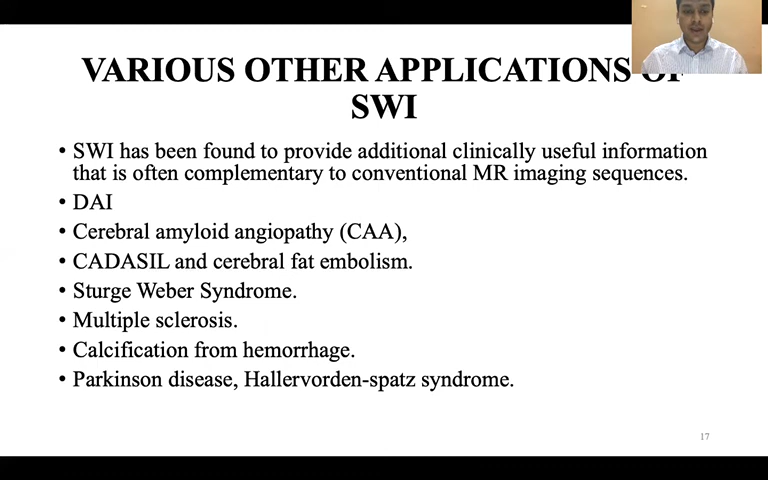 VARIOUS OTHER APPLICATIONS OF
SWI
• SWI has been found to provide additional clinically useful information
that is often complementary to conventional MR imaging sequences.
• DAI
• Cerebral amyloid angiopathy (CAA),
• CADASIL and cerebral fat embolism.
• Sturge Weber Syndrome.
• Multiple sclerosis.
• Calcification from hemorrhage.
• Parkinson disease, Hallervorden-spatz syndrome.
17